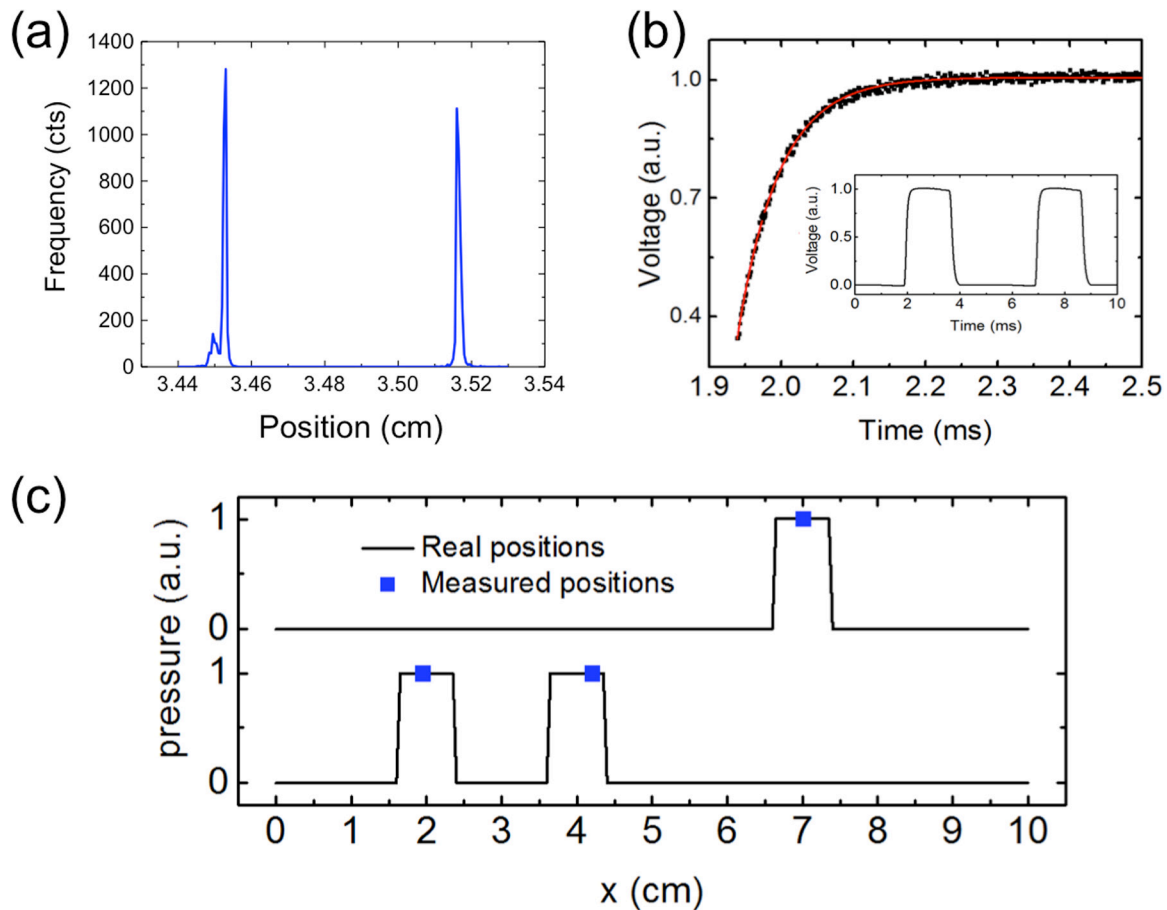 (a)
1400
1200
1000
800
600
400
200
0
Frequency (cts)
3.44 3.46 3.48 3.50 3.52 3.54
Position (cm)
(b)
1.0
0.7
0.4
Voltage (a.u.)
1.9 2.0 2.1 2.2 2.3 2.4 2.5
Time (ms)
1.0
0.5
0.0
Voltage (a.u.)
0 2 4 6 8 10
Time (ms)
(c)
pressure (a.u.)
1
0
1
0
Real positions
Measured positions
0 1 2 3 4 5 6 7 8 9 10
x (cm)